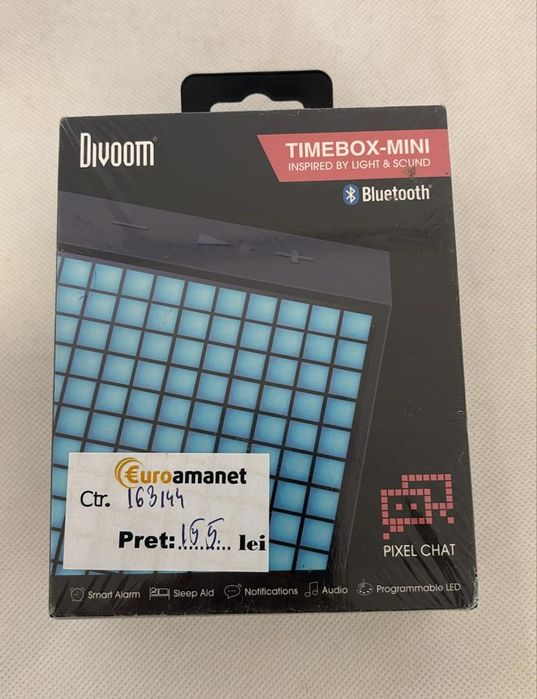 Divoom
TIMEBOX-MINI
INSPIRED BY LIGHT & SOUND
Bluetooth
€uroamanet
Ctr. 163144
Pret:.155... lei
PIXEL CHAT
Smart Alarm Sleep Aid Notifications Audio Programmable LED